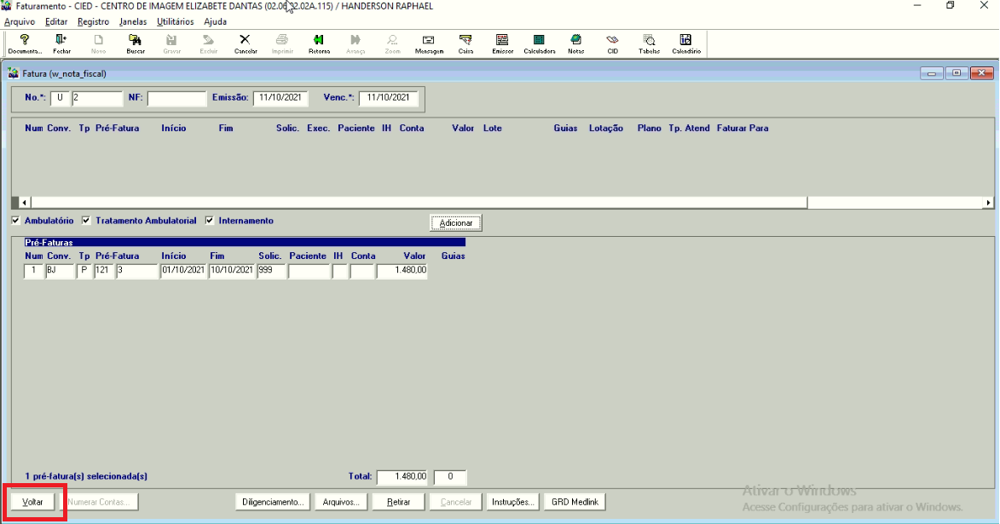 Faturamento - CIED - CENTRO DE IMAGEM ELIZABETE DANTAS (02.06.02.02A.115) / HANDERSON RAPHAEL
Arquivo Editar Registro Janelas Utilitários Ajuda
Documenta... Fechar Novo Buscar Gravar Excluir Cancelar Imprimir Retorna Avança Zoom Mensagem Caixa Emissor Calculadora Notas CID Tabelas Calendário
Fatura (w_nota_fiscal)
No.*: U 2 NF: Emissão: 11/10/2021 Venc.*: 11/10/2021
Num Conv. Tp Pré-Fatura Início Fim Solic. Exec. Paciente IH Conta Valor Lote Guias Lotação Plano Tp. Atend Faturar Para
Ambulatório Tratamento Ambulatorial Internamento Adicionar
Pré-Faturas
Num Conv. Tp Pré-Fatura Início Fim Solic. Paciente IH Conta Valor Guias
1 BJ P 121 3 01/10/2021 10/10/2021 999 1.480,00
1 pré-fatura(s) selecionada(s) Total: 1.480,00 0
Voltar Numerar Contas... Diligenciamento... Arquivos... Retirar Cancelar Instruções... GRD Medlink
Ativar o Windows
Acesse Configurações para ativar o Windows.